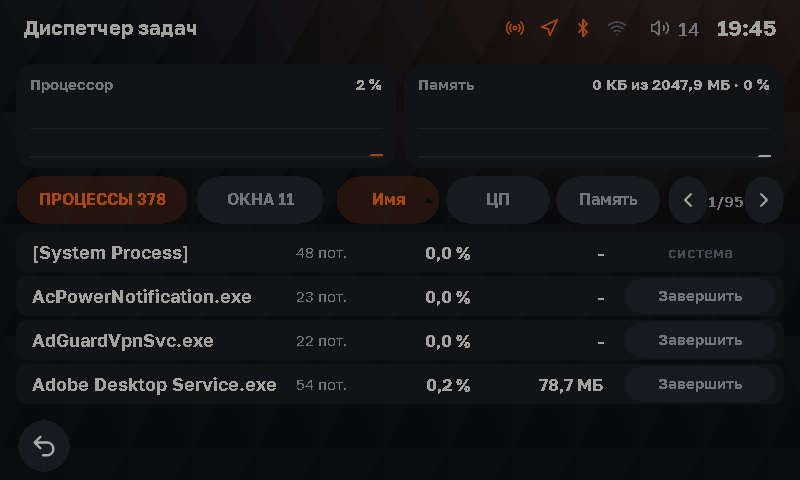 Диспетчер задач
14 19:45
Процессор 2 %
Память 0 КБ из 2047,9 МБ · 0 %
ПРОЦЕССЫ 378 ОКНА 11 Имя ЦП Память 1/95
[System Process] 48 пот. 0,0 % - система
AcPowerNotification.exe 23 пот. 0,0 % - Завершить
AdGuardVpnSvc.exe 22 пот. 0,0 % - Завершить
Adobe Desktop Service.exe 54 пот. 0,2 % 78,7 МБ Завершить